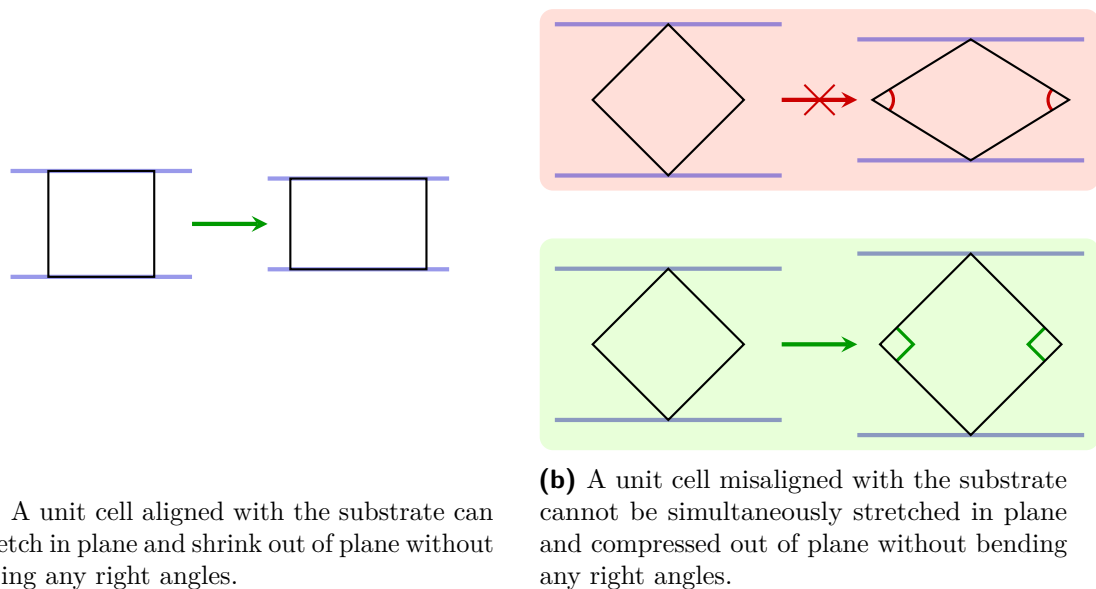 A unit cell aligned with the substrate can
etch in plane and shrink out of plane without
ing any right angles.
(b) A unit cell misaligned with the substrate
cannot be simultaneously stretched in plane
and compressed out of plane without bending
any right angles.